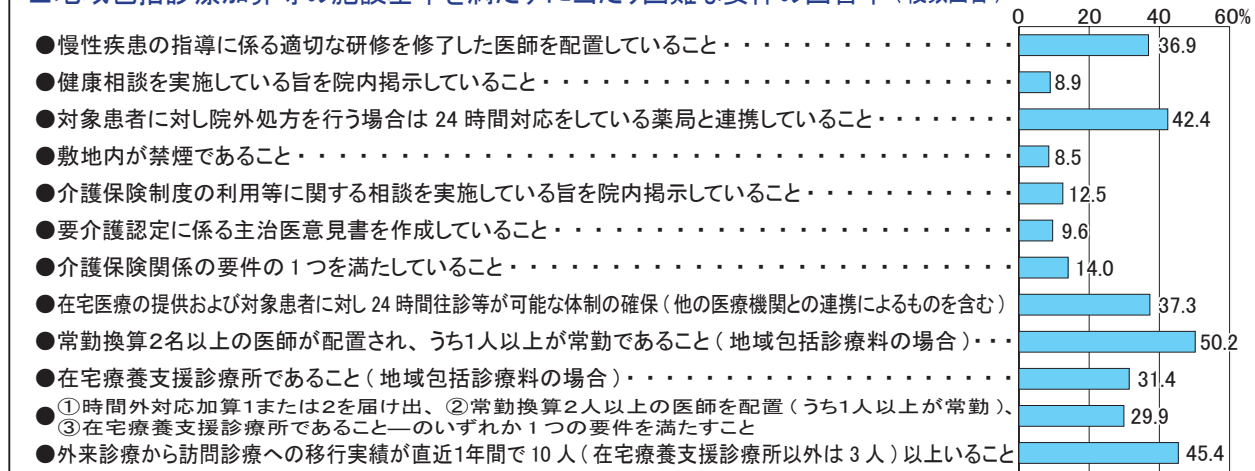 0 20 40 60%
●慢性疾患の指導に係る適切な研修を修了した医師を配置していること・・・・・・・・・・・・・・・・・ 36.9
●健康相談を実施している旨を院内掲示していること・・・・・・・・・・・・・・・・・・・・・・・・・・・ 8.9
●対象患者に対し院外処方を行う場合は 24 時間対応をしている薬局と連携していること・・・・・・・・ 42.4
●敷地内が禁煙であること・・・・・・・・・・・・・・・・・・・・・・・・・・・・・・・・・・・・・・・・・ 8.5
●介護保険制度の利用等に関する相談を実施している旨を院内掲示していること・・・・・・・・・・・・ 12.5
●要介護認定に係る主治医意見書を作成していること・・・・・・・・・・・・・・・・・・・・・・・・・・ 9.6
●介護保険関係の要件の 1 つを満たしていること・・・・・・・・・・・・・・・・・・・・・・・・・・・・・ 14.0
●在宅医療の提供および対象患者に対し 24 時間往診等が可能な体制の確保(他の医療機関との連携によるものを含む) 37.3
●常勤換算2名以上の医師が配置され、うち1人以上が常勤であること(地域包括診療料の場合)・・・ 50.2
●在宅療養支援診療所であること(地域包括診療料の場合)・・・・・・・・・・・・・・・・・・・・・・ 31.4
●①時間外対応加算1または2を届け出、②常勤換算2人以上の医師を配置(うち1人以上が常勤)、
③在宅療養支援診療所であること―のいずれか1つの要件を満たすこと 29.9
●外来診療から訪問診療への移行実績が直近1年間で 10 人(在宅療養支援診療所以外は 3 人)以上いること 45.4